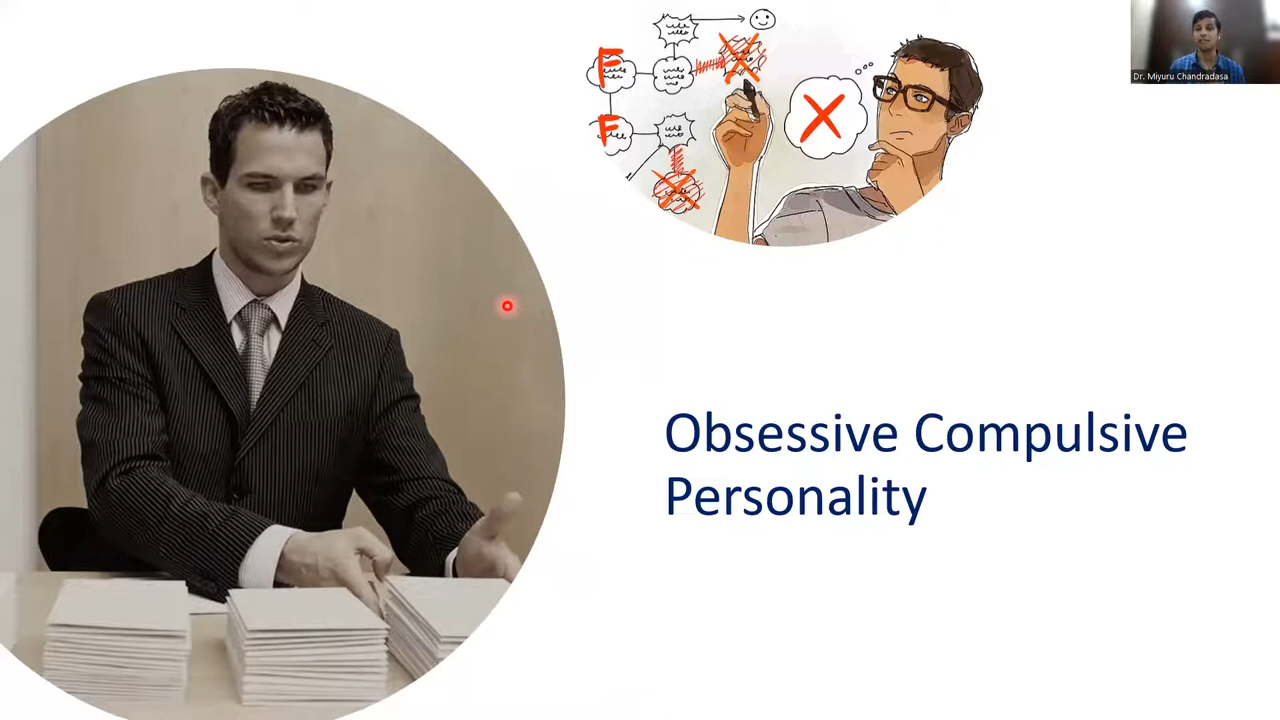 F
F
Dr. Miyuru Chandradasa
Obsessive Compulsive
Personality